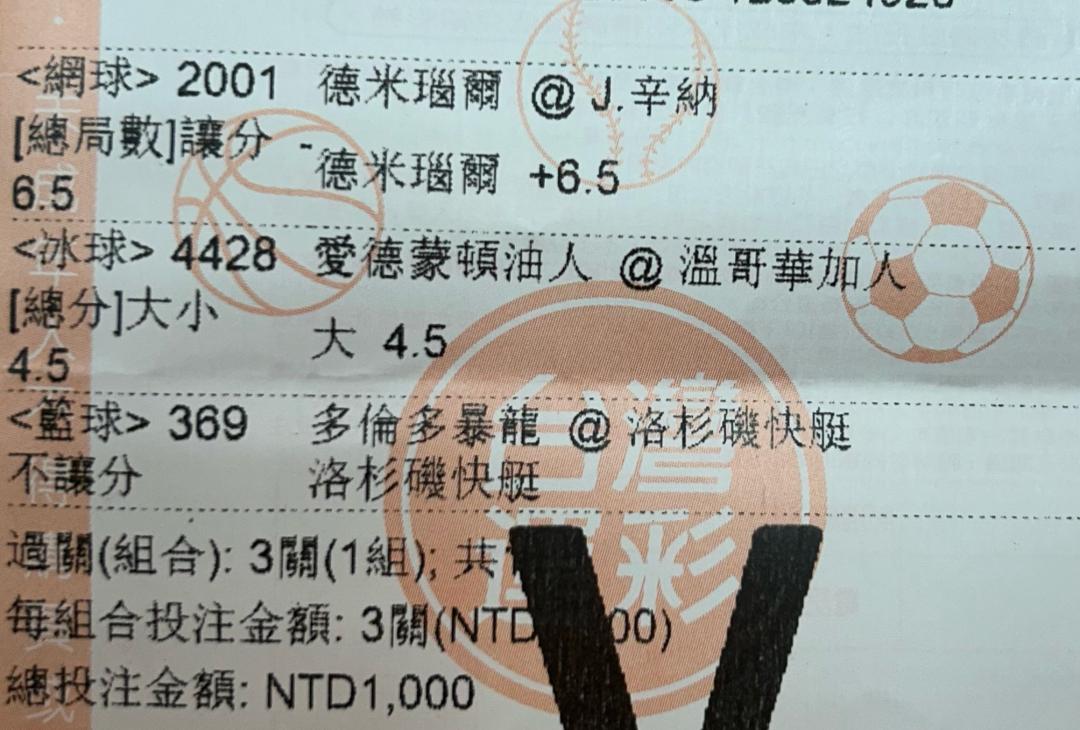 <網球> 2001 德米瑙爾 @ J.辛納
[總局數]讓分 -
6.5
德米瑙爾 +6.5
<冰球> 4428 愛德蒙頓油人 @ 溫哥華加人
[總分]大小
4.5
大 4.5
<籃球> 369 多倫多暴龍 @ 洛杉磯快艇
不讓分 洛杉磯快艇
台灣
彩
過關(組合): 3關(1組); 共
每組合投注金額: 3關(NTD 00)
總投注金額: NTD1,000